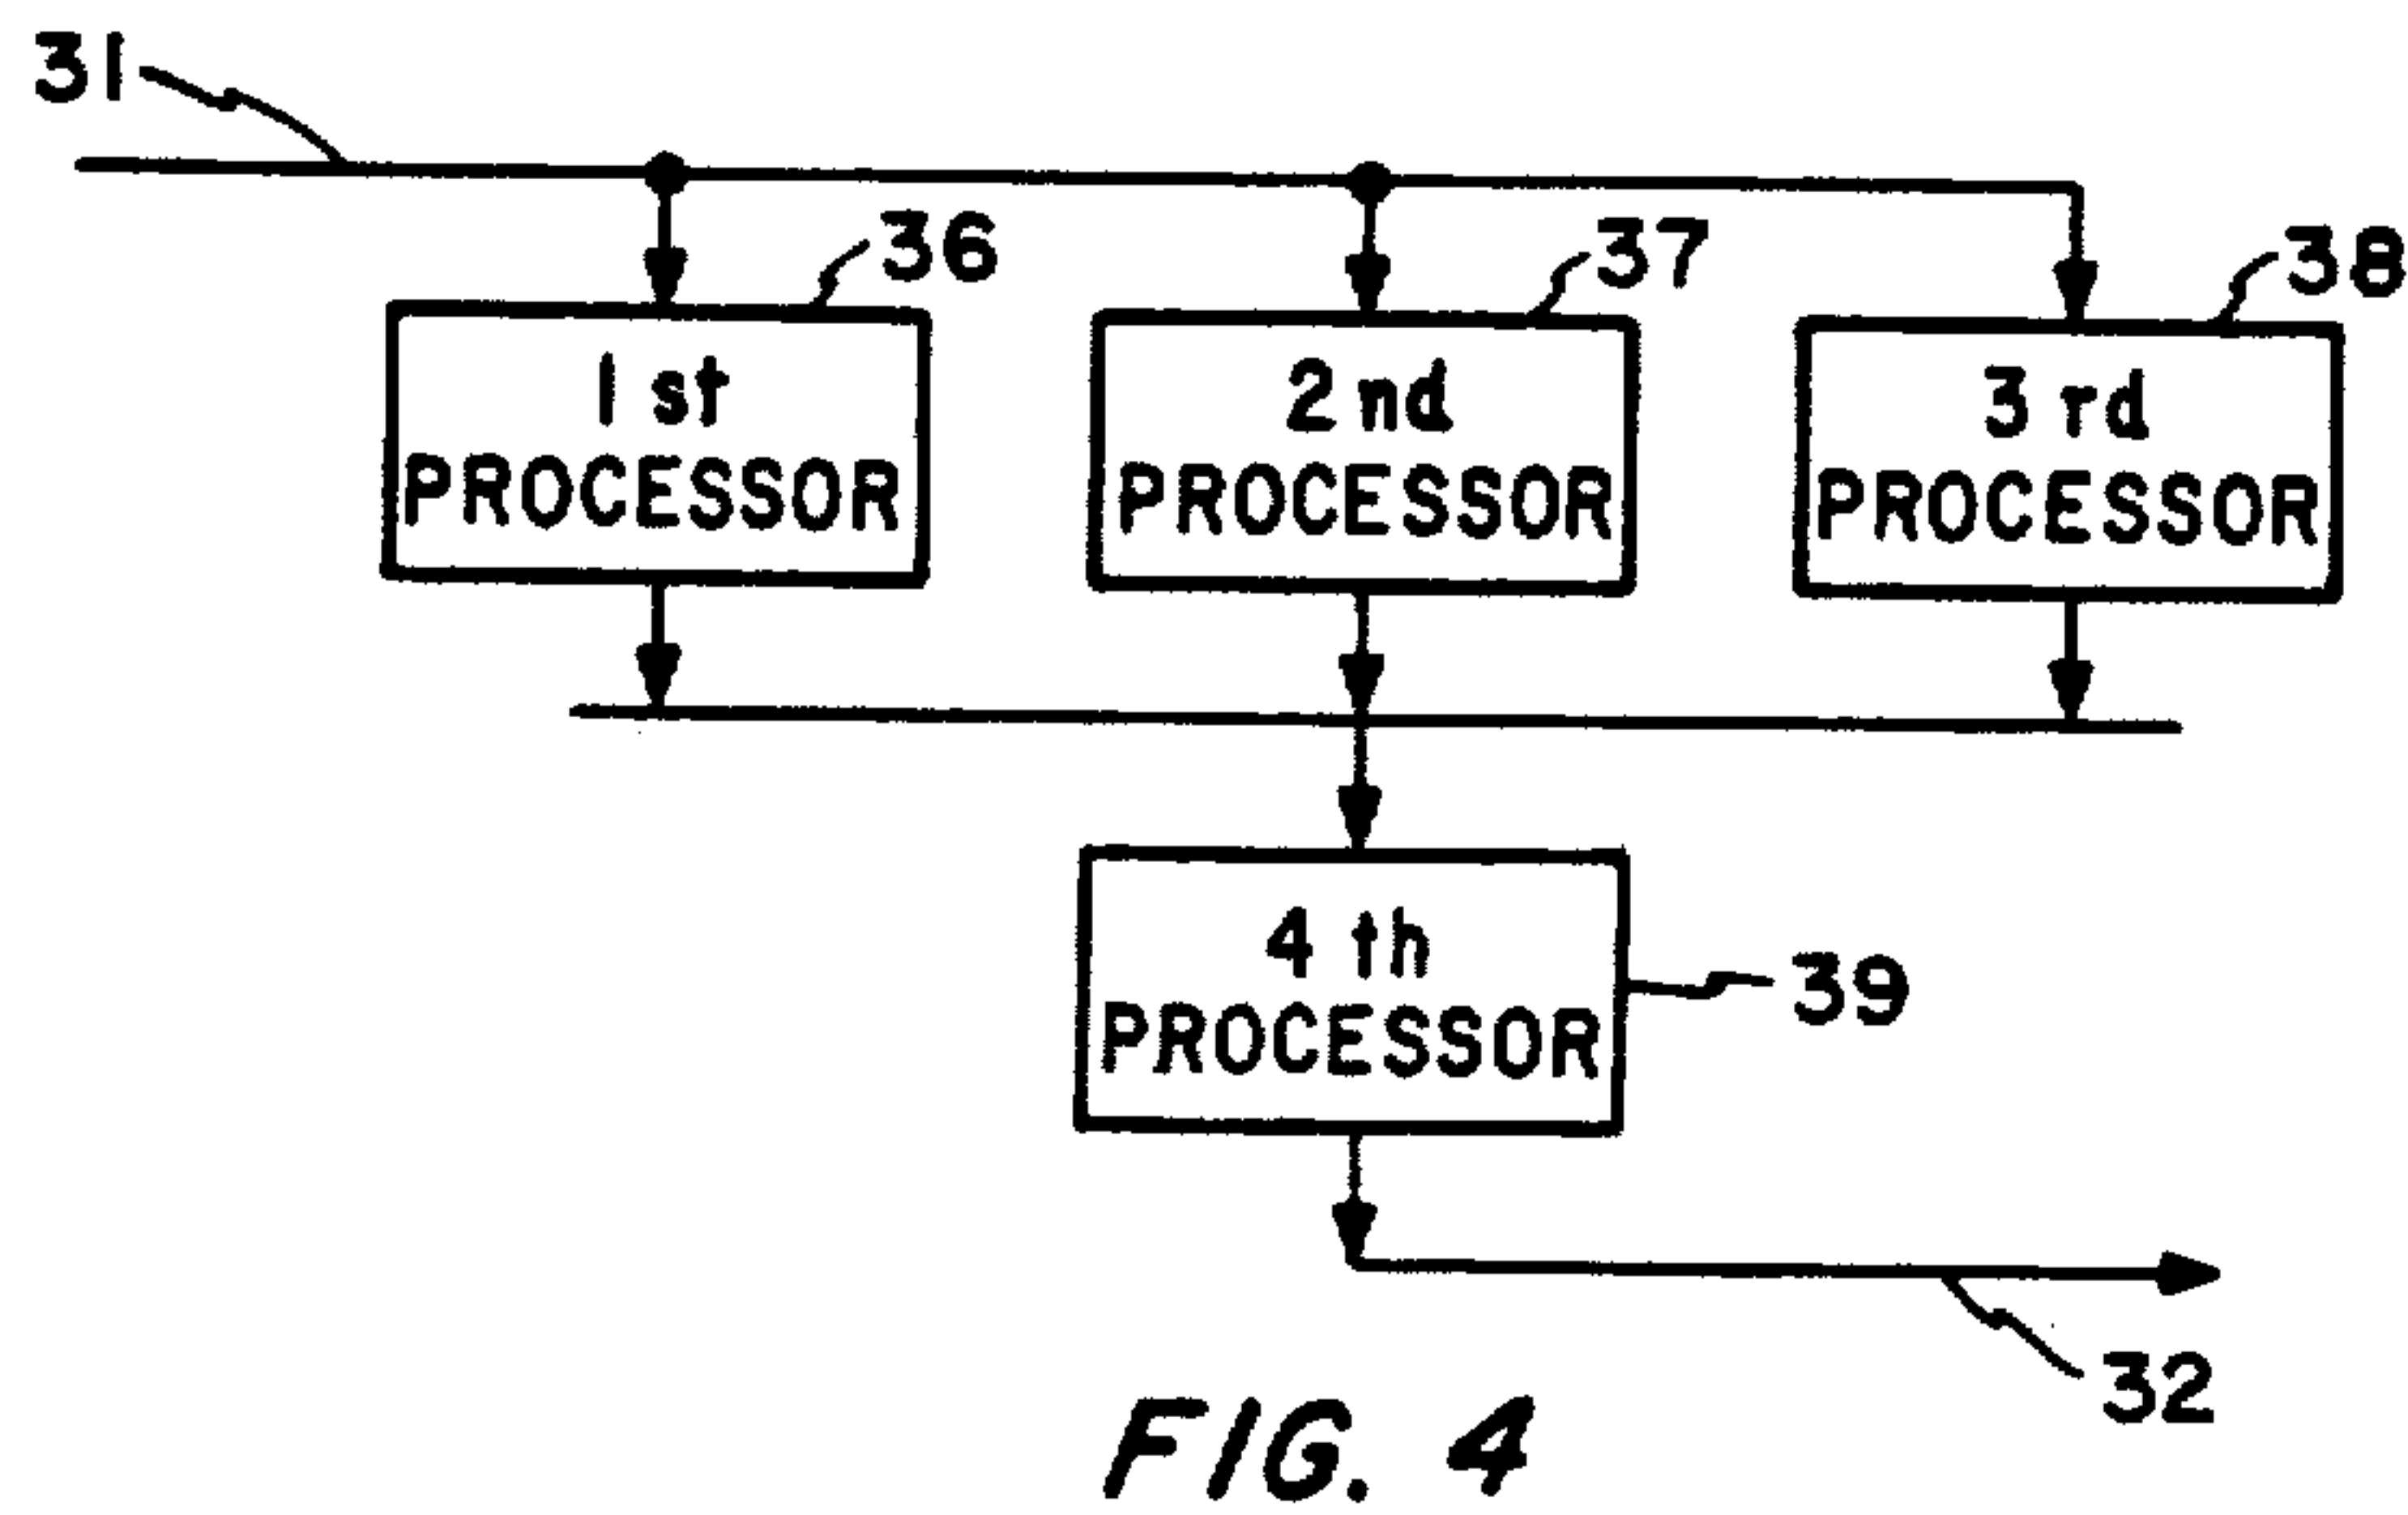 31
36
37
38
1 st
PROCESSOR
2 nd
PROCESSOR
3 rd
PROCESSOR
4 th
PROCESSOR
39
32
FIG. 4